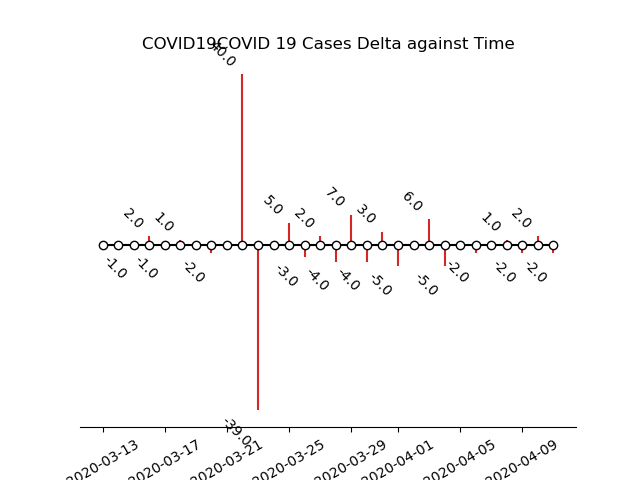 COVID19COVID 19 Cases Delta against Time
40.0
2.0 1.0 5.0 2.0 7.0 3.0 6.0 1.0 2.0
-1.0 -1.0 -2.0 -3.0 -4.0 -4.0 -5.0 -5.0 -2.0 -2.0 -2.0
-39.0
2020-03-13 2020-03-17 2020-03-21 2020-03-25 2020-03-29 2020-04-01 2020-04-05 2020-04-09